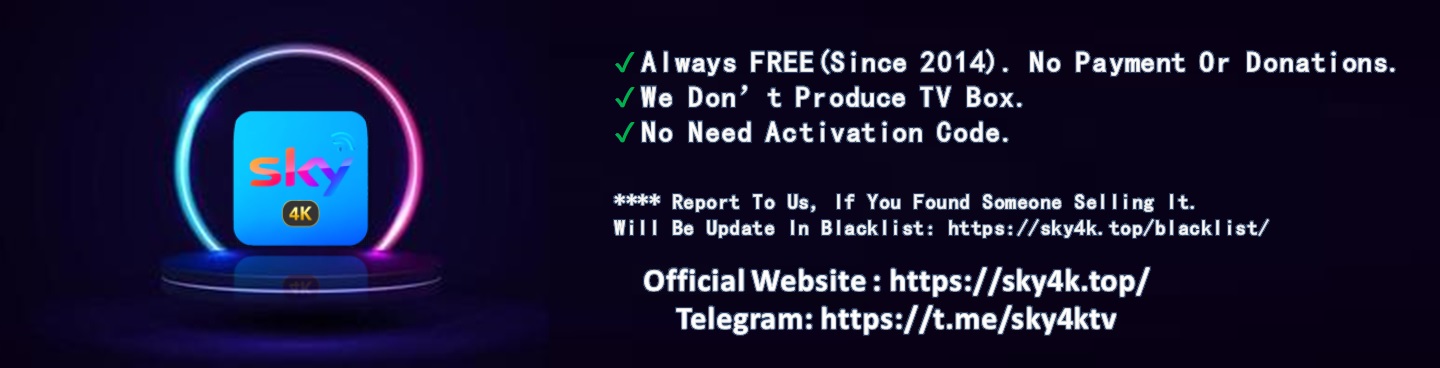 sky
4K
✓Always FREE(Since 2014). No Payment Or Donations.
✓We Don’t Produce TV Box.
✓No Need Activation Code.
**** Report To Us, If You Found Someone Selling It.
Will Be Update In Blacklist: https://sky4k.top/blacklist/
Official Website : https://sky4k.top/
Telegram: https://t.me/sky4ktv